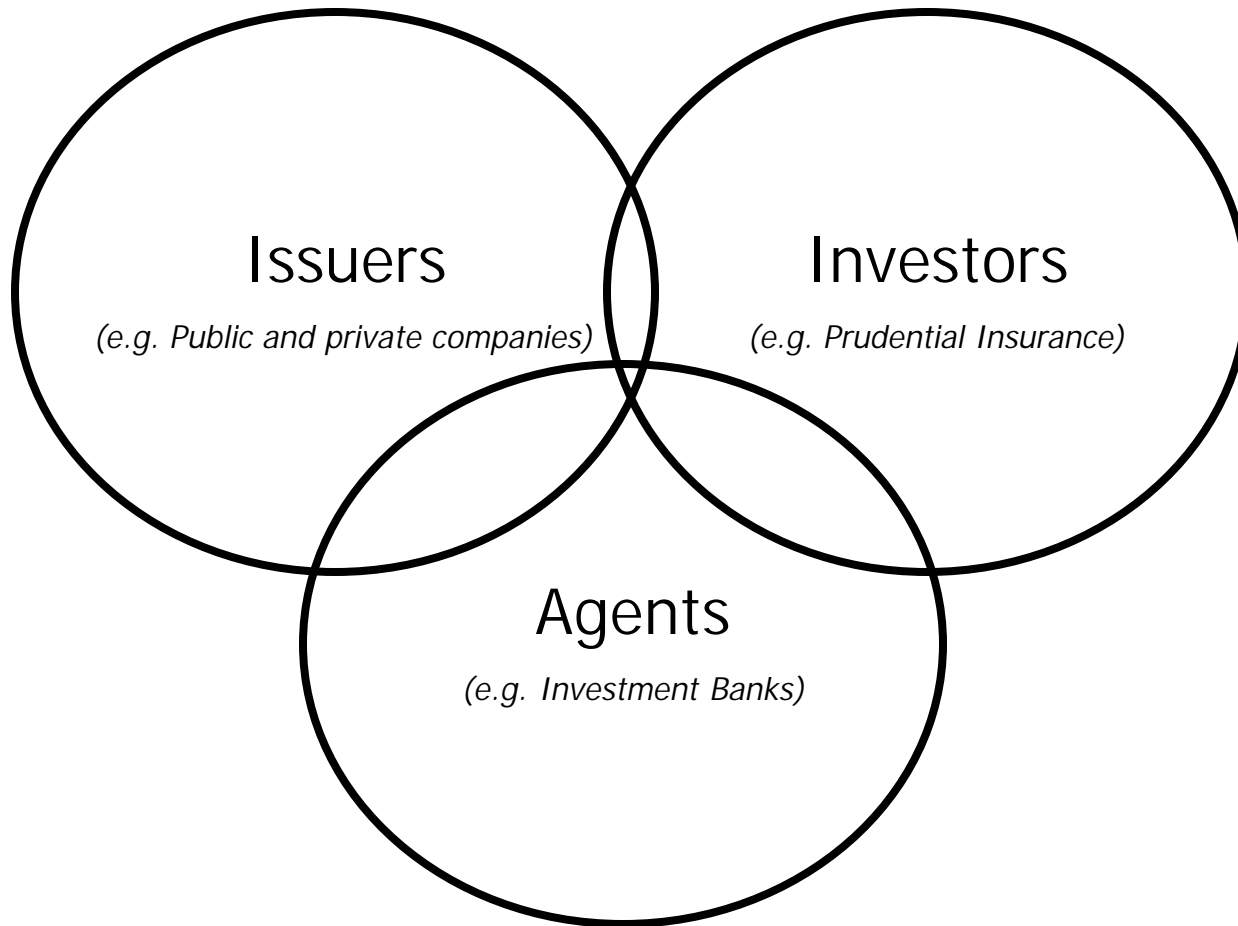 Issuers
(e.g. Public and private companies)
Investors
(e.g. Prudential Insurance)
Agents
(e.g. Investment Banks)